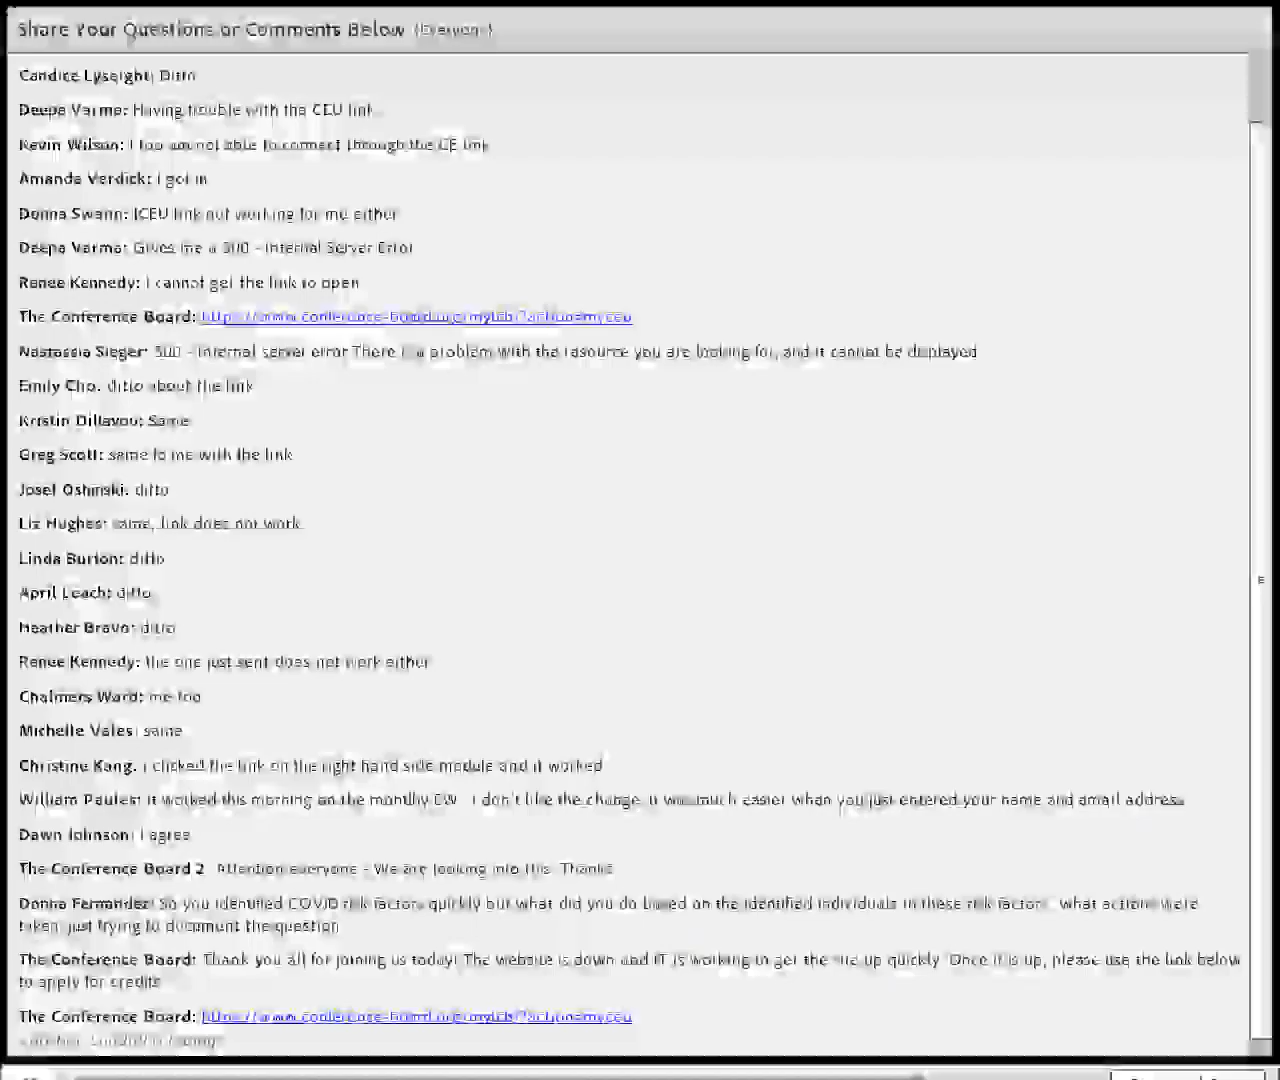 Share Your Questions or Comments Below (Everyone)
Candice Lyseight: Ditto
Deepa Varma: Having trouble with the CEU link
Kevin Wilson: I too am not able to connect through the CE link
Amanda Verdick: I got in
Donna Swann: ICEU link not working for me either
Deepa Varma: Gives me a 500 - Internal Server Error
Renee Kennedy: I cannot get the link to open
The Conference Board:
Nastassia Sieger: 500 - Internal server error There is a problem with the resource you are looking for, and it cannot be displayed
Emily Cho: ditto about the link
Kristin Dillavou: Same
Greg Scott: same to me with the link
Josef Oshinski: ditto
Liz Hughes: same, link does not work
Linda Burton: ditto
April Leach: ditto
Heather Bravo: ditto
Renee Kennedy: the one just sent does not work either
Chalmers Ward: me too
Michelle Vales: same
Christine Kang: I clicked the link on the right hand side module and it worked
William Paules: It worked this morning on the monthly EW. I don't like the change. It was much easier when you just entered your name and email address
Dawn Johnson: I agree
The Conference Board 2: Attention everyone - We are looking into this. Thanks
Donna Fernandez: So you identified COVID risk factors quickly but what did you do based on the identified individuals in these risk factors. what actions were
taken just trying to document the question
The Conference Board: Thank you all for joining us today! The website is down and IT is working to get the site up quickly. Once it is up, please use the link below
to apply for credits
The Conference Board: